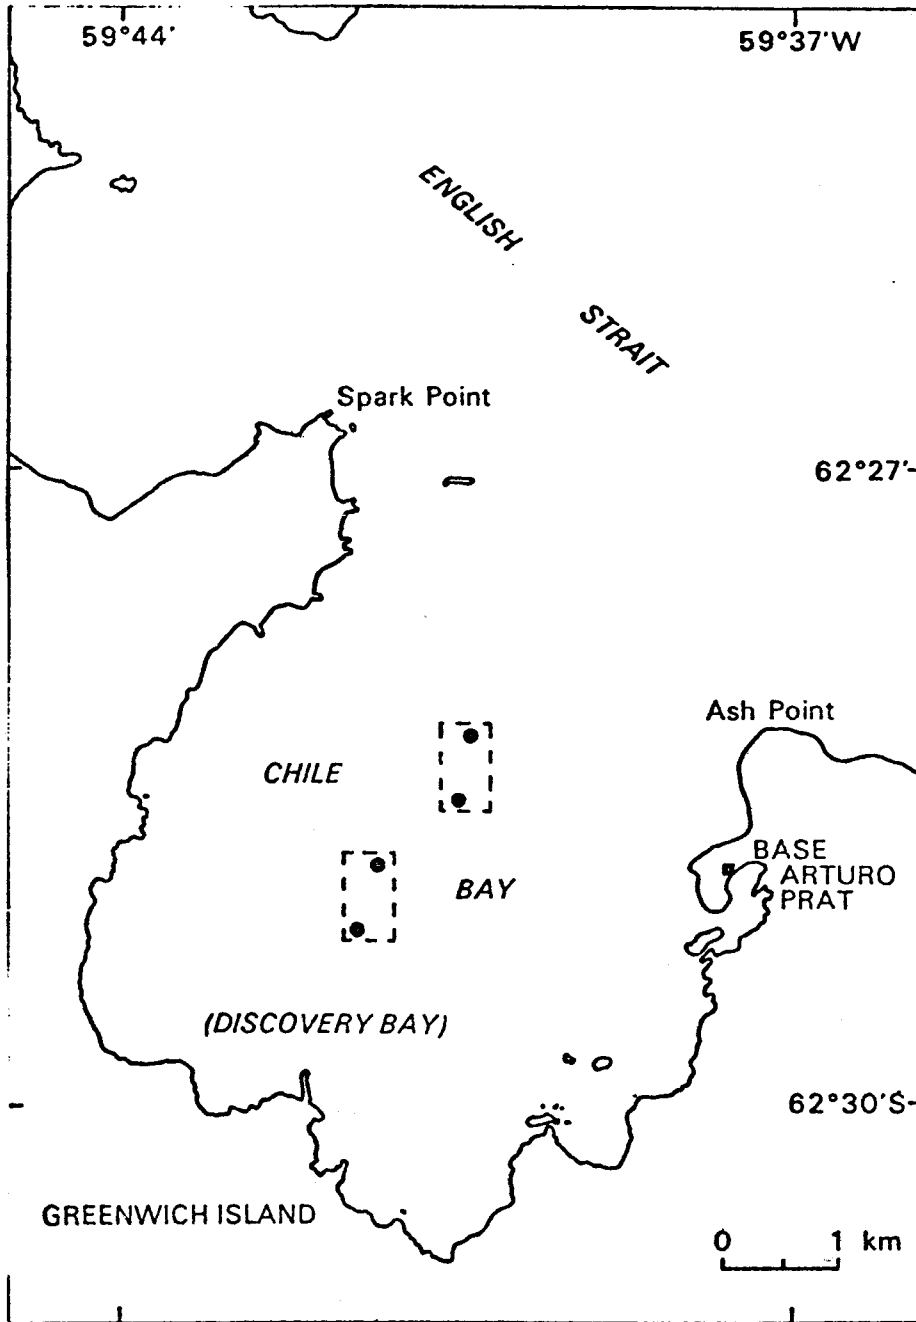 59°44'
59°37'W
ENGLISH
STRAIT
Spark Point
62°27'
Ash Point
CHILE
BASE
ARTURO
PRAT
BAY
(DISCOVERY BAY)
62°30'S
GREENWICH ISLAND
0 1 km